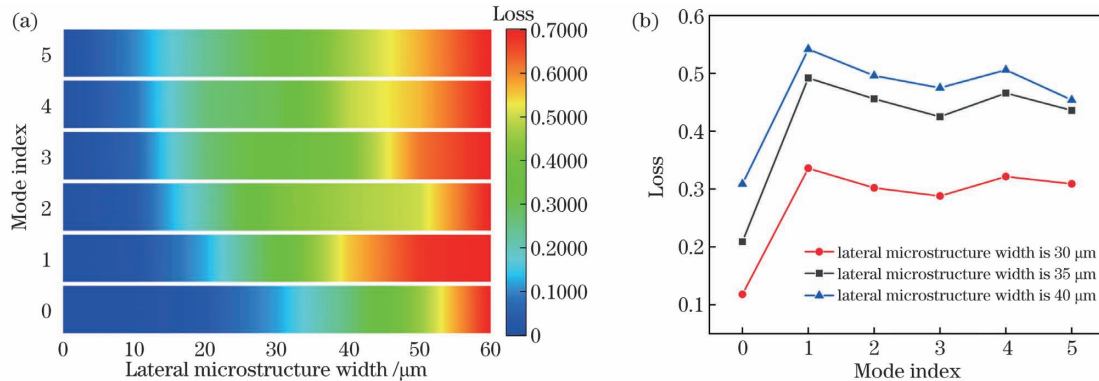 (a)
Loss
0.7000
0.6000
0.5000
0.4000
0.3000
0.2000
0.1000
0
Mode index
5
4
3
2
1
0
0 10 20 30 40 50 60
Lateral microstructure width /μm
(b)
Loss
0.6
0.5
0.4
0.3
0.2
0.1
lateral microstructure width is 30 μm
lateral microstructure width is 35 μm
lateral microstructure width is 40 μm
0 1 2 3 4 5
Mode index